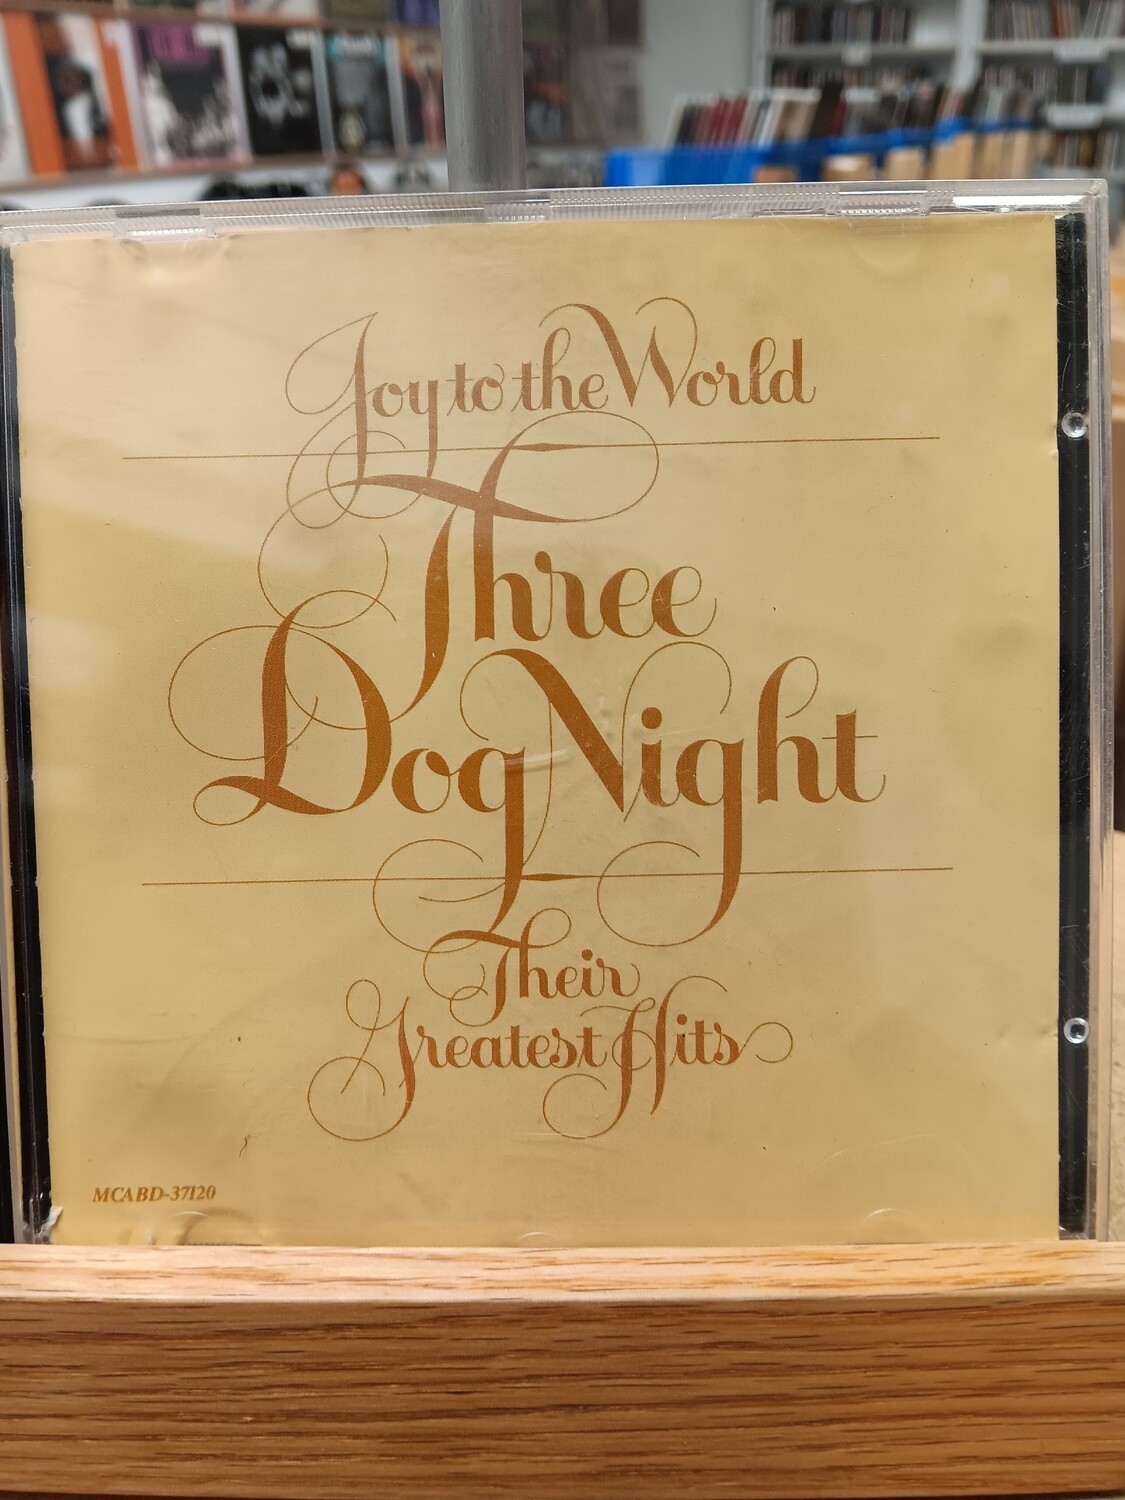 Joy to the World
Three
Dog Night
Their
Greatest Hits
MCABD-37120